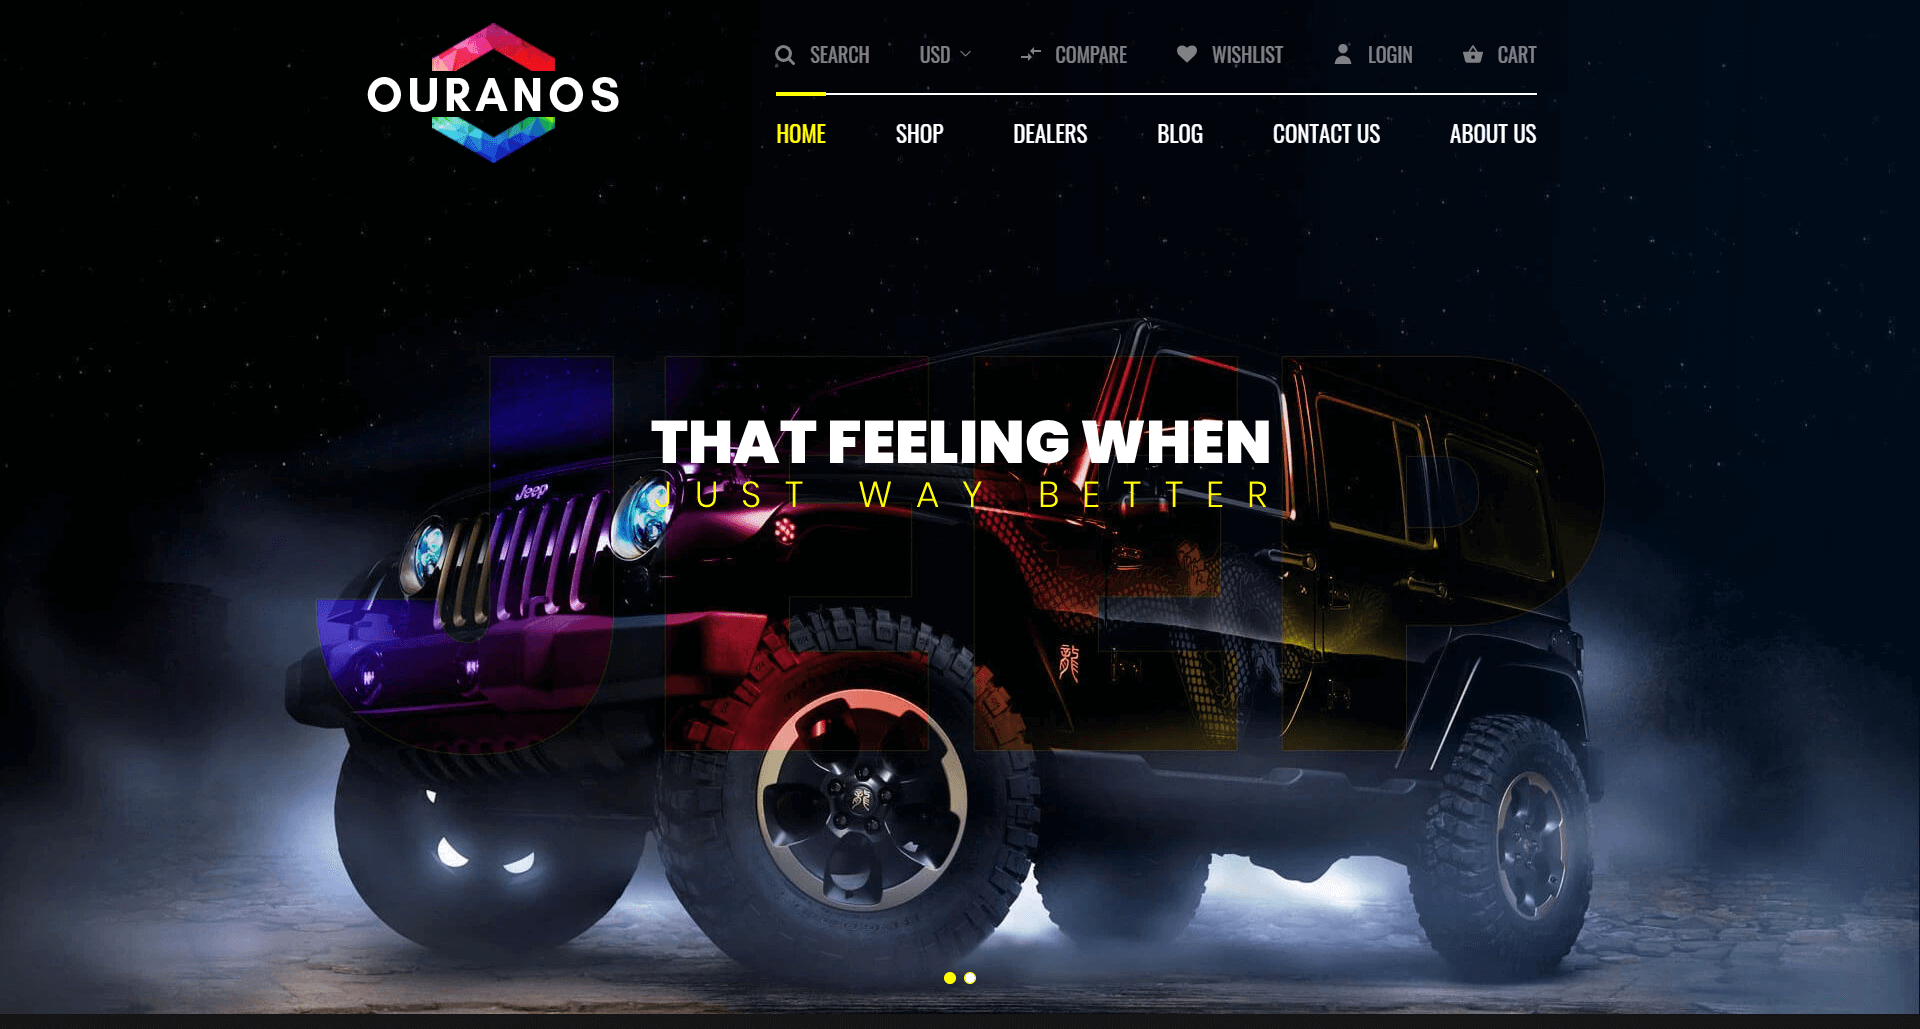 OURANOS
SEARCH USD COMPARE WISHLIST LOGIN CART
HOME SHOP DEALERS BLOG CONTACT US ABOUT US
JEEP
THAT FEELING WHEN
JUST WAY BETTER
Jeep
龍